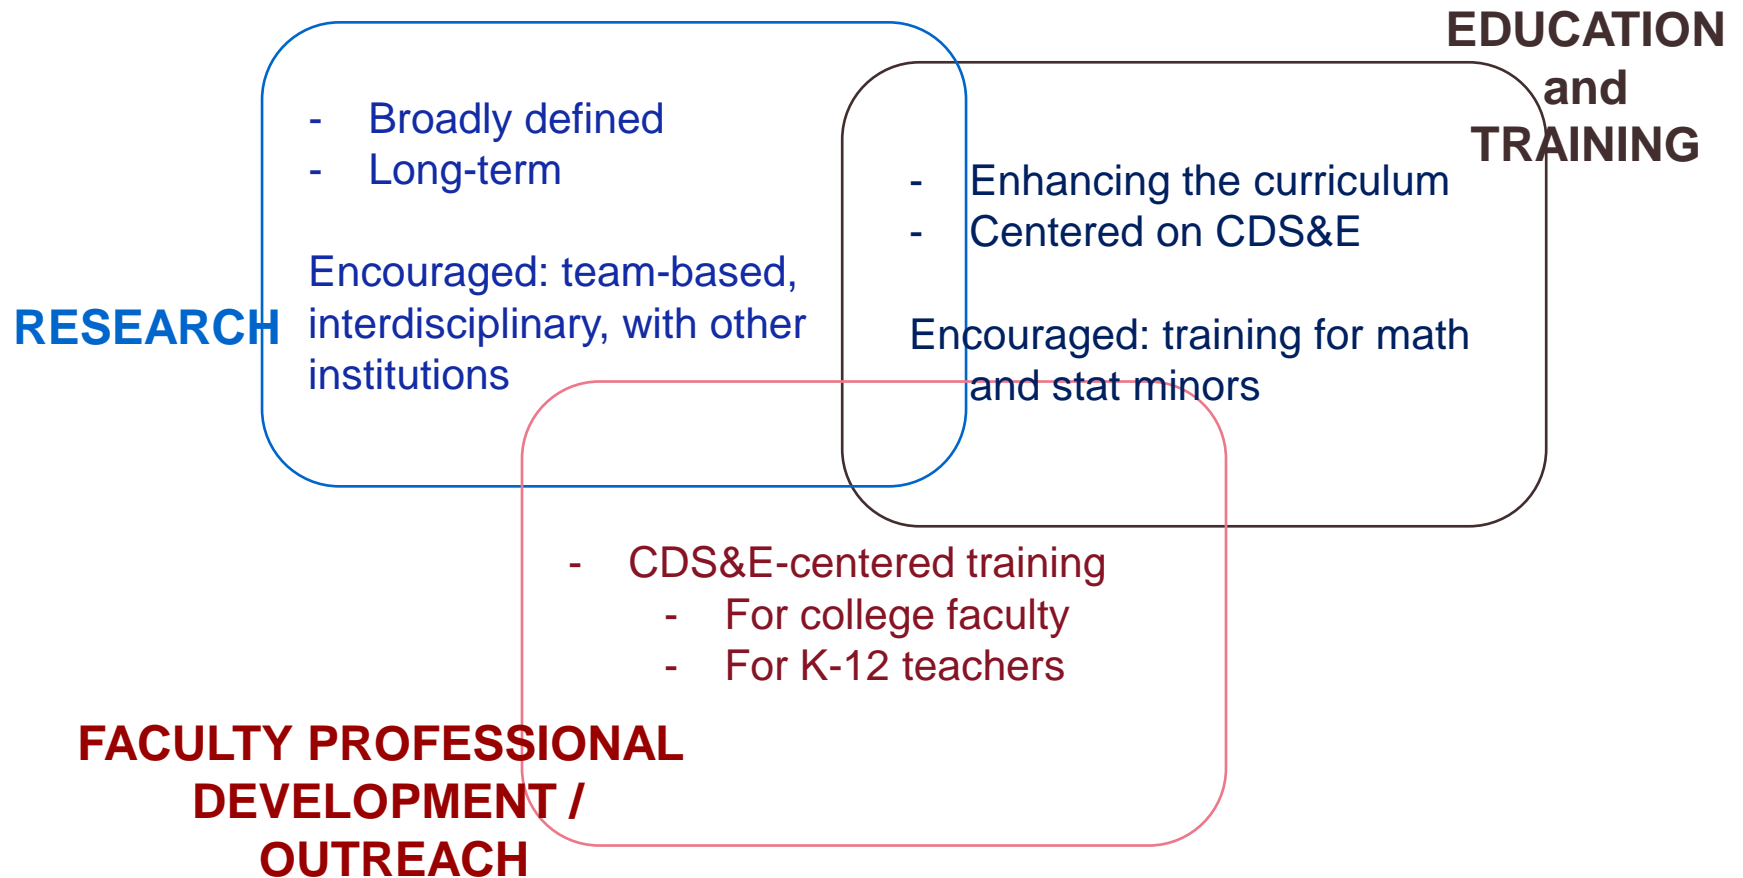 RESEARCH
- Broadly defined
- Long-term
Encouraged: team-based,
interdisciplinary, with other
institutions
EDUCATION
and
TRAINING
- Enhancing the curriculum
- Centered on CDS&E
Encouraged: training for math
and stat minors
- CDS&E-centered training
- For college faculty
- For K-12 teachers
FACULTY PROFESSIONAL
DEVELOPMENT /
OUTREACH